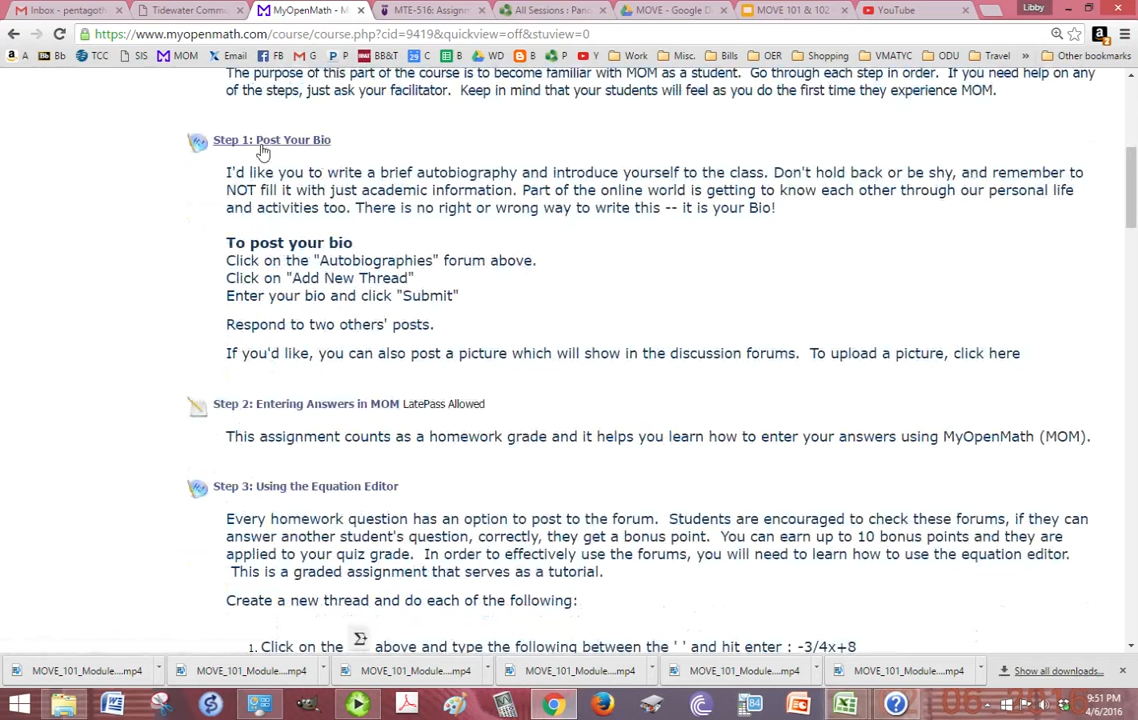 Libby
Inbox - pentagoth
Tidewater Commu
MyOpenMath - M
MTE-516: Assignm
All Sessions : Pano
MOVE - Google D
MOVE 101 & 102
YouTube
https://www.myopenmath.com/course/course.php?cid=9419&quickview=off&stuview=0
A Bb TCC SIS MOM Email FB G P BB&T C B WD B P Y Work Misc. OER Bills Shopping VMATYC ODU Travel » Other bookmarks
The purpose of this part of the course is to become familiar with MOM as a student. Go through each step in order. If you need help on any
of the steps, just ask your facilitator. Keep in mind that your students will feel as you do the first time they experience MOM.
Step 1: Post Your Bio
I'd like you to write a brief autobiography and introduce yourself to the class. Don't hold back or be shy, and remember to
NOT fill it with just academic information. Part of the online world is getting to know each other through our personal life
and activities too. There is no right or wrong way to write this -- it is your Bio!
To post your bio
Click on the "Autobiographies" forum above.
Click on "Add New Thread"
Enter your bio and click "Submit"
Respond to two others' posts.
If you'd like, you can also post a picture which will show in the discussion forums. To upload a picture, click here
Step 2: Entering Answers in MOM LatePass Allowed
This assignment counts as a homework grade and it helps you learn how to enter your answers using MyOpenMath (MOM).
Step 3: Using the Equation Editor
Every homework question has an option to post to the forum. Students are encouraged to check these forums, if they can
answer another student's question, correctly, they get a bonus point. You can earn up to 10 bonus points and they are
applied to your quiz grade. In order to effectively use the forums, you will need to learn how to use the equation editor.
This is a graded assignment that serves as a tutorial.
Create a new thread and do each of the following:
1. Click on the Σ above and type the following between the ' ' and hit enter : -3/4x+8
MOVE_101_Module....mp4
MOVE_101_Module....mp4
MOVE_101_Module....mp4
MOVE_101_Module....mp4
MOVE_101_Module....mp4
MOVE_101_Module....mp4
Show all downloads...
9:51 PM
4/6/2016